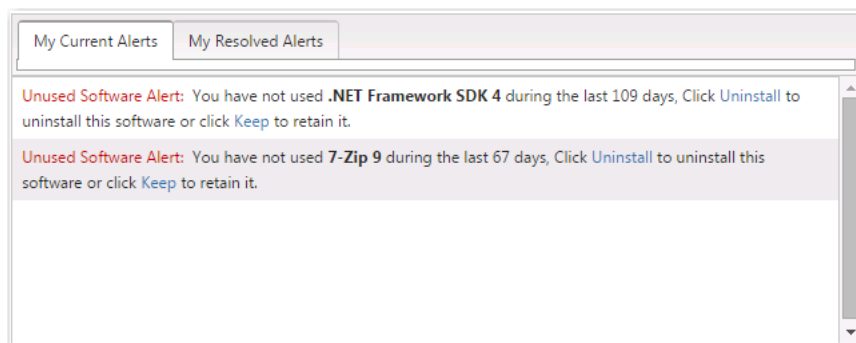 My Current Alerts My Resolved Alerts
Unused Software Alert: You have not used .NET Framework SDK 4 during the last 109 days, Click Uninstall to
uninstall this software or click Keep to retain it.
Unused Software Alert: You have not used 7-Zip 9 during the last 67 days, Click Uninstall to uninstall this
software or click Keep to retain it.